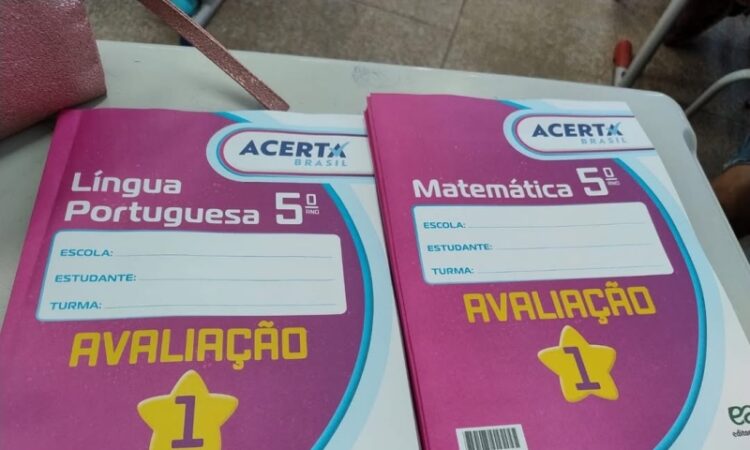 ACERTA
BRASIL
Língua
Portuguesa 5º
ANO
ESCOLA:
ESTUDANTE:
TURMA:
AVALIAÇÃO
1
ACERTA
BRASIL
Matemática 5º
ANO
ESCOLA:
ESTUDANTE:
TURMA:
AVALIAÇÃO
1